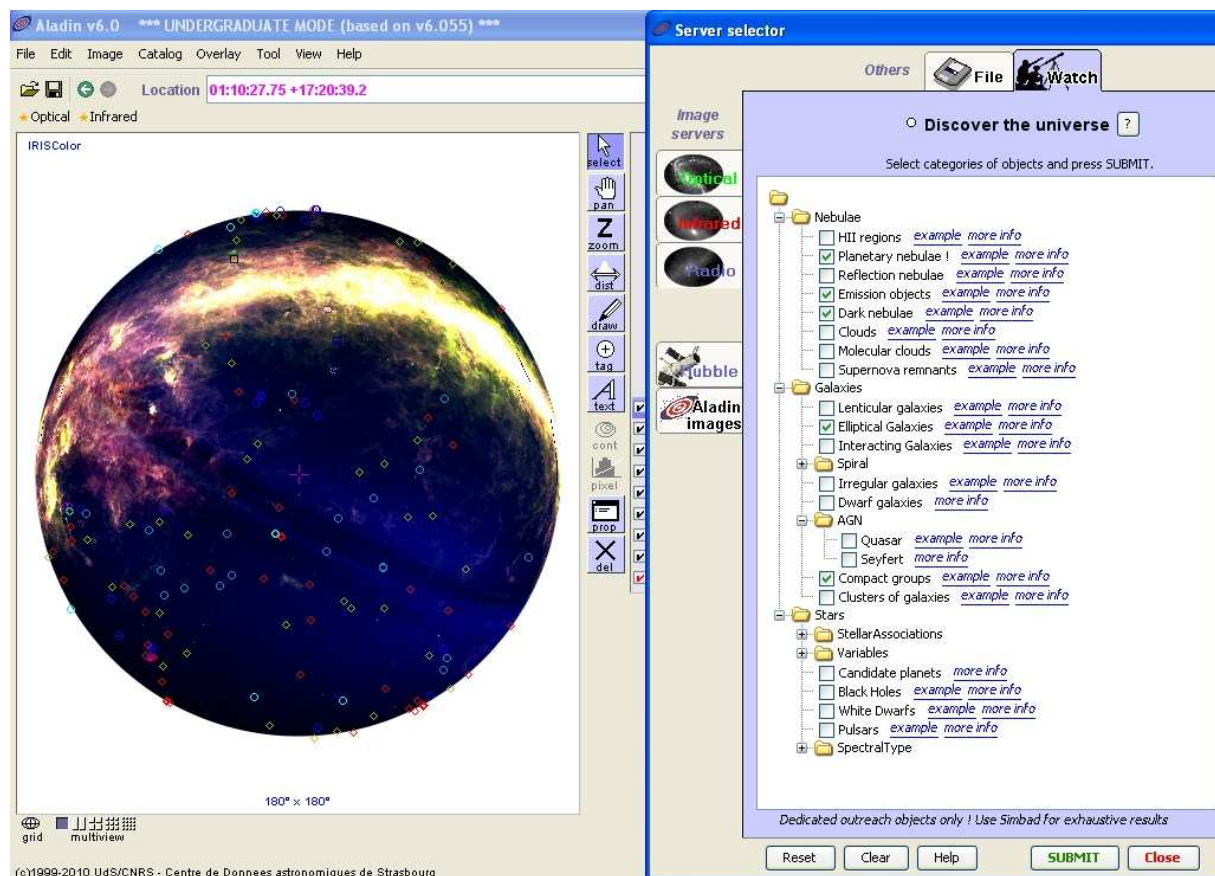 Aladin v6.0 *** UNDERGRADUATE MODE (based on v6.055) ***
File Edit Image Catalog Overlay Tool View Help
Location 01:10:27.75 +17:20:39.2
Optical Infrared
IRISColor
180° x 180°
select
pan
Z
zoom
dist
draw
tag
A
text
cont
pixel
prop
del
grid multiview
(c)1999-2010 UdS/CNRS - Centre de Donnees astronomiques de Strasbourg
Server selector
Others File Watch
Image
servers
Optical
Infrared
Radio
Hubble
Aladin
images
Discover the universe ?
Select categories of objects and press SUBMIT.
Nebulae
HII regions example more info
Planetary nebulae ! example more info
Reflection nebulae example more info
Emission objects example more info
Dark nebulae example more info
Clouds example more info
Molecular clouds example more info
Supernova remnants example more info
Galaxies
Lenticular galaxies example more info
Elliptical Galaxies example more info
Interacting Galaxies example more info
Spiral
Irregular galaxies example more info
Dwarf galaxies more info
AGN
Quasar example more info
Seyfert more info
Compact groups example more info
Clusters of galaxies example more info
Stars
StellarAssociations
Variables
Candidate planets more info
Black Holes example more info
White Dwarfs example more info
Pulsars example more info
SpectralType
Dedicated outreach objects only ! Use Simbad for exhaustive results
Reset Clear Help SUBMIT Close